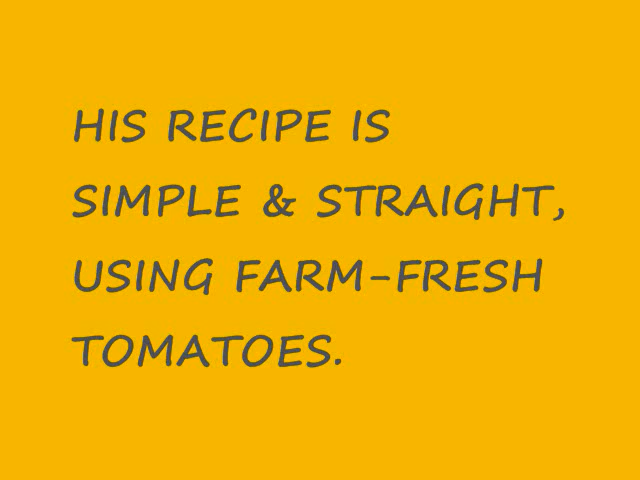 HIS RECIPE IS
SIMPLE & STRAIGHT,
USING FARM-FRESH
TOMATOES.